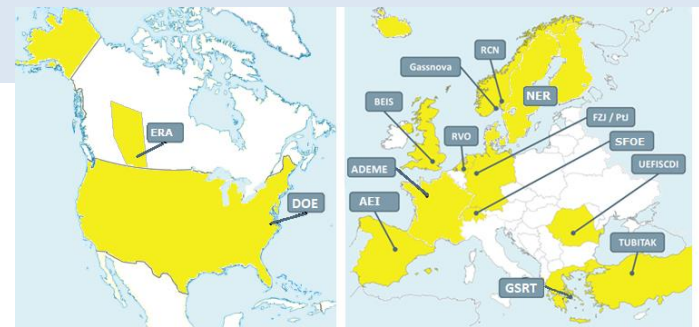 ERA
DOE
RCN
Gassnova
NER
BEIS
FZJ / PtJ
RVO
SFOE
ADEME
UEFISCDI
AEI
TUBITAK
GSRT